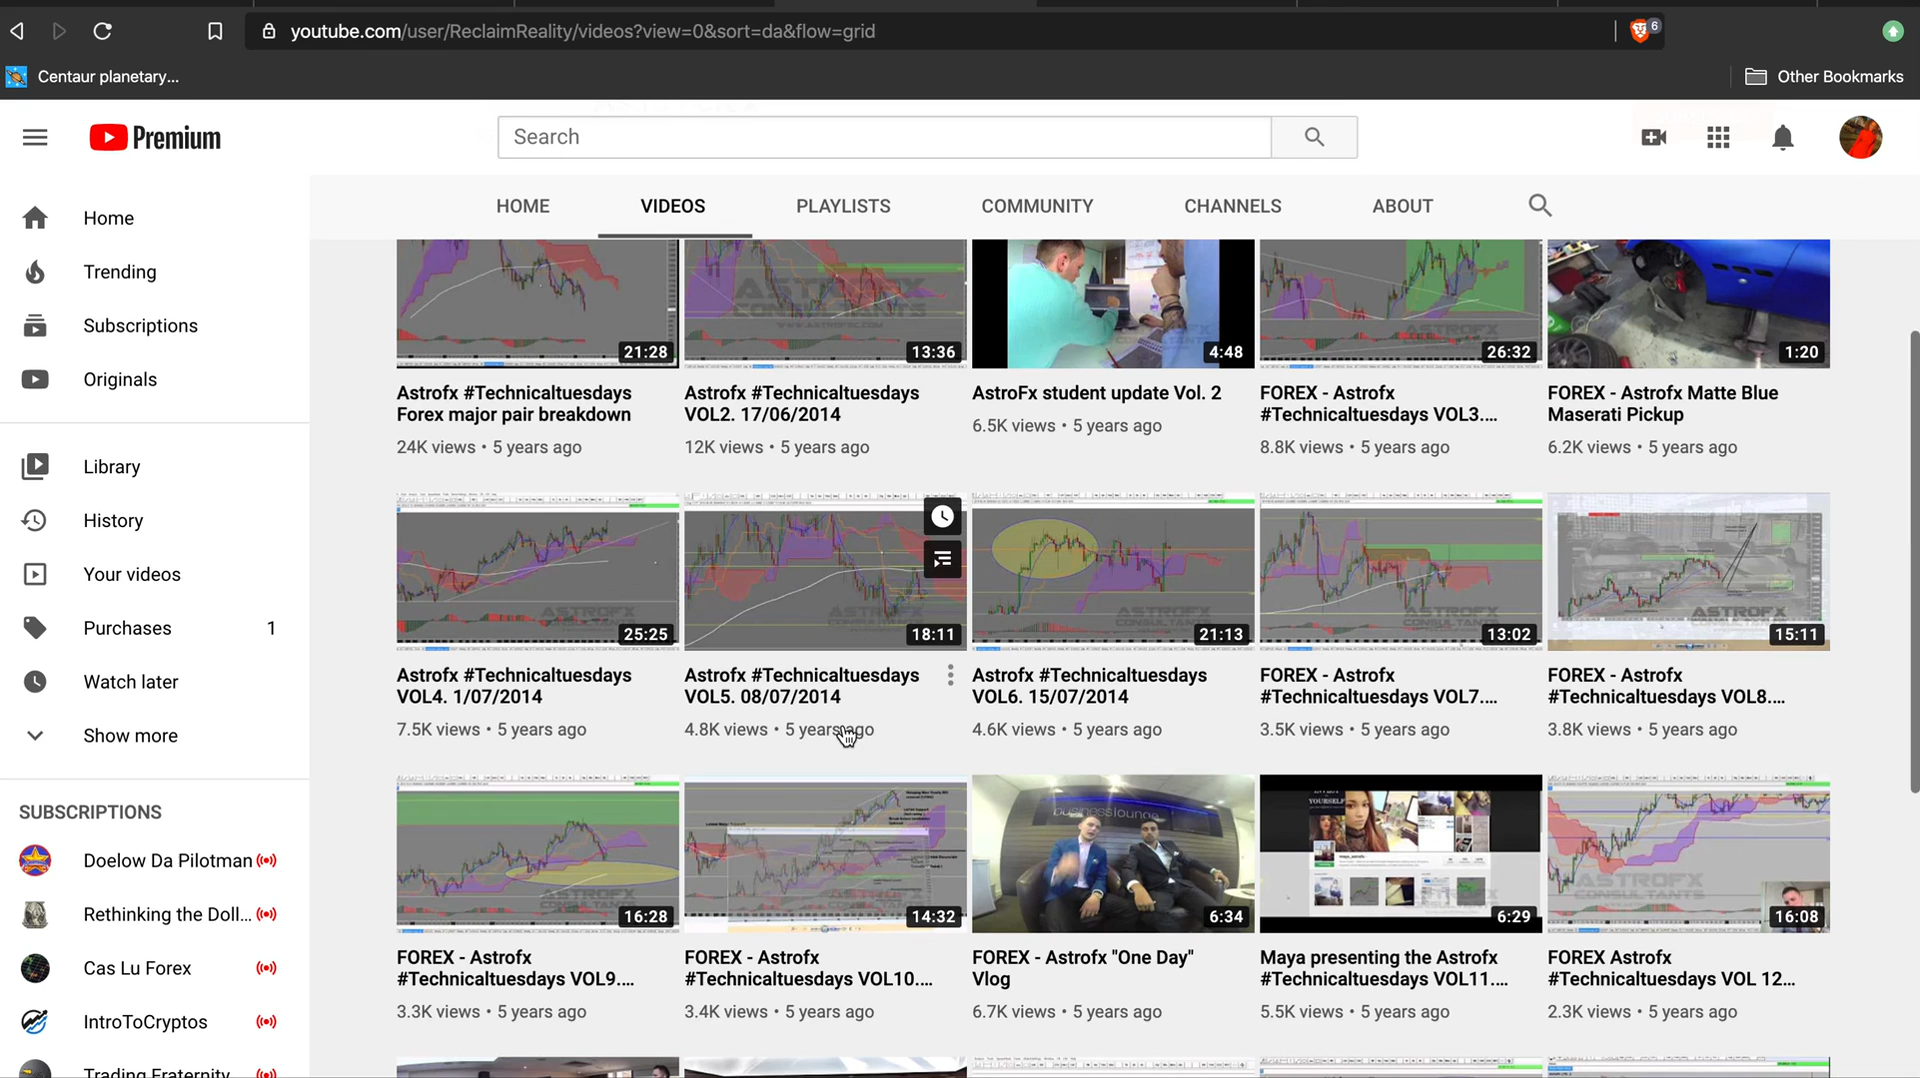 youtube.com/user/ReclaimReality/videos?view=0&sort=da&flow=grid
6
Centaur planetary...
Other Bookmarks
Premium
Search
HOME
VIDEOS
PLAYLISTS
COMMUNITY
CHANNELS
ABOUT
Home
Trending
Subscriptions
Originals
Library
History
Your videos
Purchases 1
Watch later
Show more
SUBSCRIPTIONS
Doelow Da Pilotman
Rethinking the Doll...
Cas Lu Forex
IntroToCryptos
Trading Fraternity
21:28
Astrofx #Technicaltuesdays
Forex major pair breakdown
24K views • 5 years ago
ASTROFX
CONSULTANTS
13:36
Astrofx #Technicaltuesdays
VOL2. 17/06/2014
12K views • 5 years ago
4:48
AstroFx student update Vol. 2
6.5K views • 5 years ago
26:32
FOREX - Astrofx
#Technicaltuesdays VOL3....
8.8K views • 5 years ago
1:20
FOREX - Astrofx Matte Blue
Maserati Pickup
6.2K views • 5 years ago
25:25
Astrofx #Technicaltuesdays
VOL4. 1/07/2014
7.5K views • 5 years ago
ASTROFX
18:11
Astrofx #Technicaltuesdays
VOL5. 08/07/2014
4.8K views • 5 years ago
ASTROFX
21:13
Astrofx #Technicaltuesdays
VOL6. 15/07/2014
4.6K views • 5 years ago
ASTROFX
13:02
FOREX - Astrofx
#Technicaltuesdays VOL7....
3.5K views • 5 years ago
ASTROFX
15:11
FOREX - Astrofx
#Technicaltuesdays VOL8....
3.8K views • 5 years ago
ASTROFX
16:28
FOREX - Astrofx
#Technicaltuesdays VOL9....
3.3K views • 5 years ago
14:32
FOREX - Astrofx
#Technicaltuesdays VOL10....
3.4K views • 5 years ago
businesslounge
6:34
FOREX - Astrofx "One Day"
Vlog
6.7K views • 5 years ago
YOURSELF
6:29
Maya presenting the Astrofx
#Technicaltuesdays VOL11....
5.5K views • 5 years ago
ASTROFX
16:08
FOREX Astrofx
#Technicaltuesdays VOL 12...
2.3K views • 5 years ago